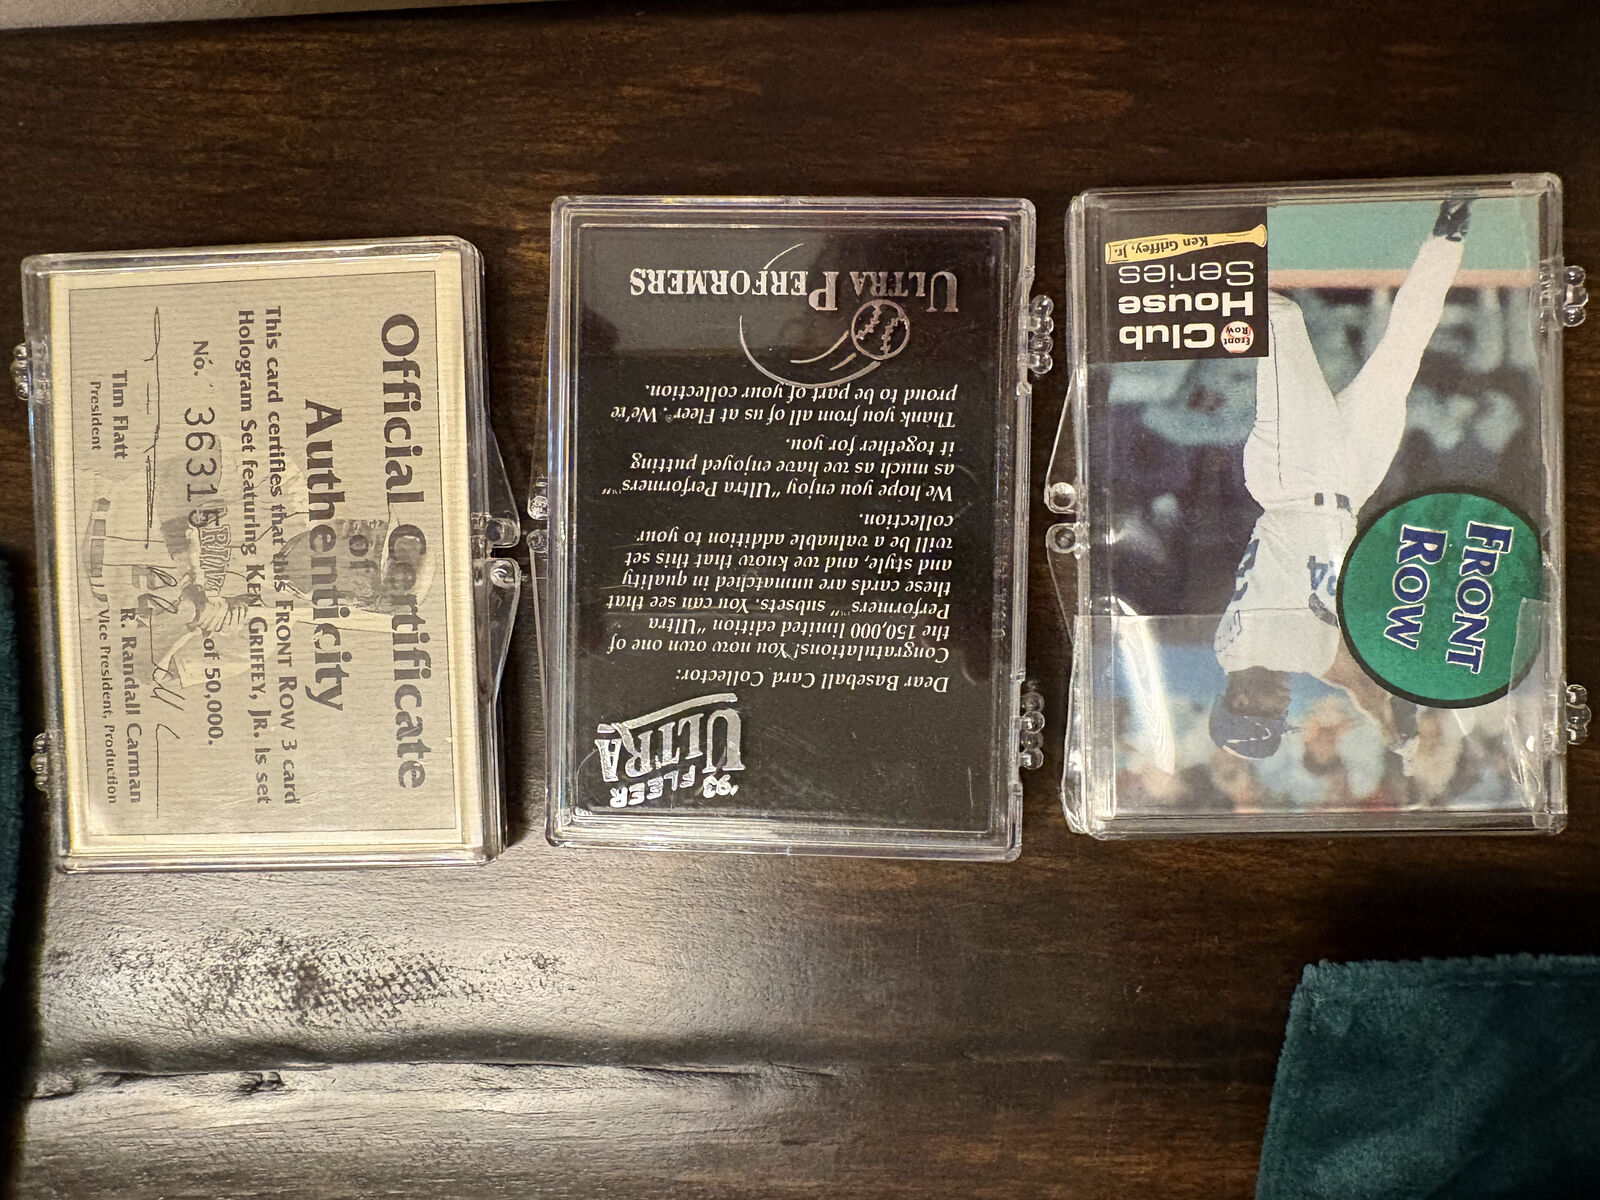 Official Certificate
of
Authenticity
This card certifies that this FRONT ROW 3 card
Hologram Set featuring KEN GRIFFEY, JR. is set
No. 36315 of 50,000.
Tim Flatt
President
R. Randall Carman
Vice President, Production
'93 FLEER
ULTRA
Dear Baseball Card Collector:
Congratulations! You now own one of
the 150,000 limited edition "Ultra
Performers"™ subsets. You can see that
these cards are unmatched in quality
and style, and we know that this set
will be a valuable addition to your
collection.
We hope you enjoy "Ultra Performers"™
as much as we have enjoyed putting
it together for you.
Thank you from all of us at Fleer®. We're
proud to be part of your collection.
ULTRA PERFORMERS
FRONT
ROW
24
Front
Row
Club
House
Series
Ken Griffey, Jr.